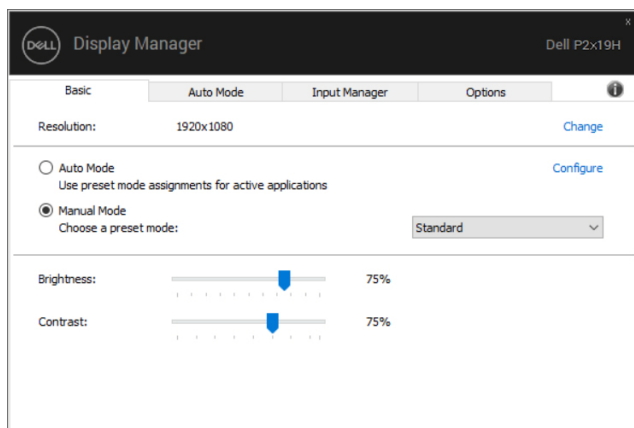 DELL
Display Manager
Dell P2x19H
Basic
Auto Mode
Input Manager
Options
Resolution:
1920x1080
Change
Auto Mode
Configure
Use preset mode assignments for active applications
Manual Mode
Choose a preset mode:
Standard
Brightness:
75%
Contrast:
75%